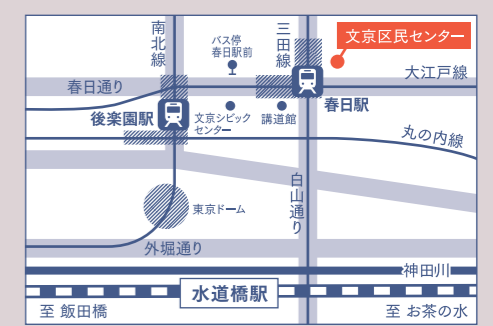 南北線
バス停
春日駅前
三田線
文京区民センター
大江戸線
春日通り
後楽園駅
文京シビック
センター
講道館
春日駅
丸の内線
白山通り
東京ドーム
外堀通り
神田川
水道橋駅
至 飯田橋
至 お茶の水